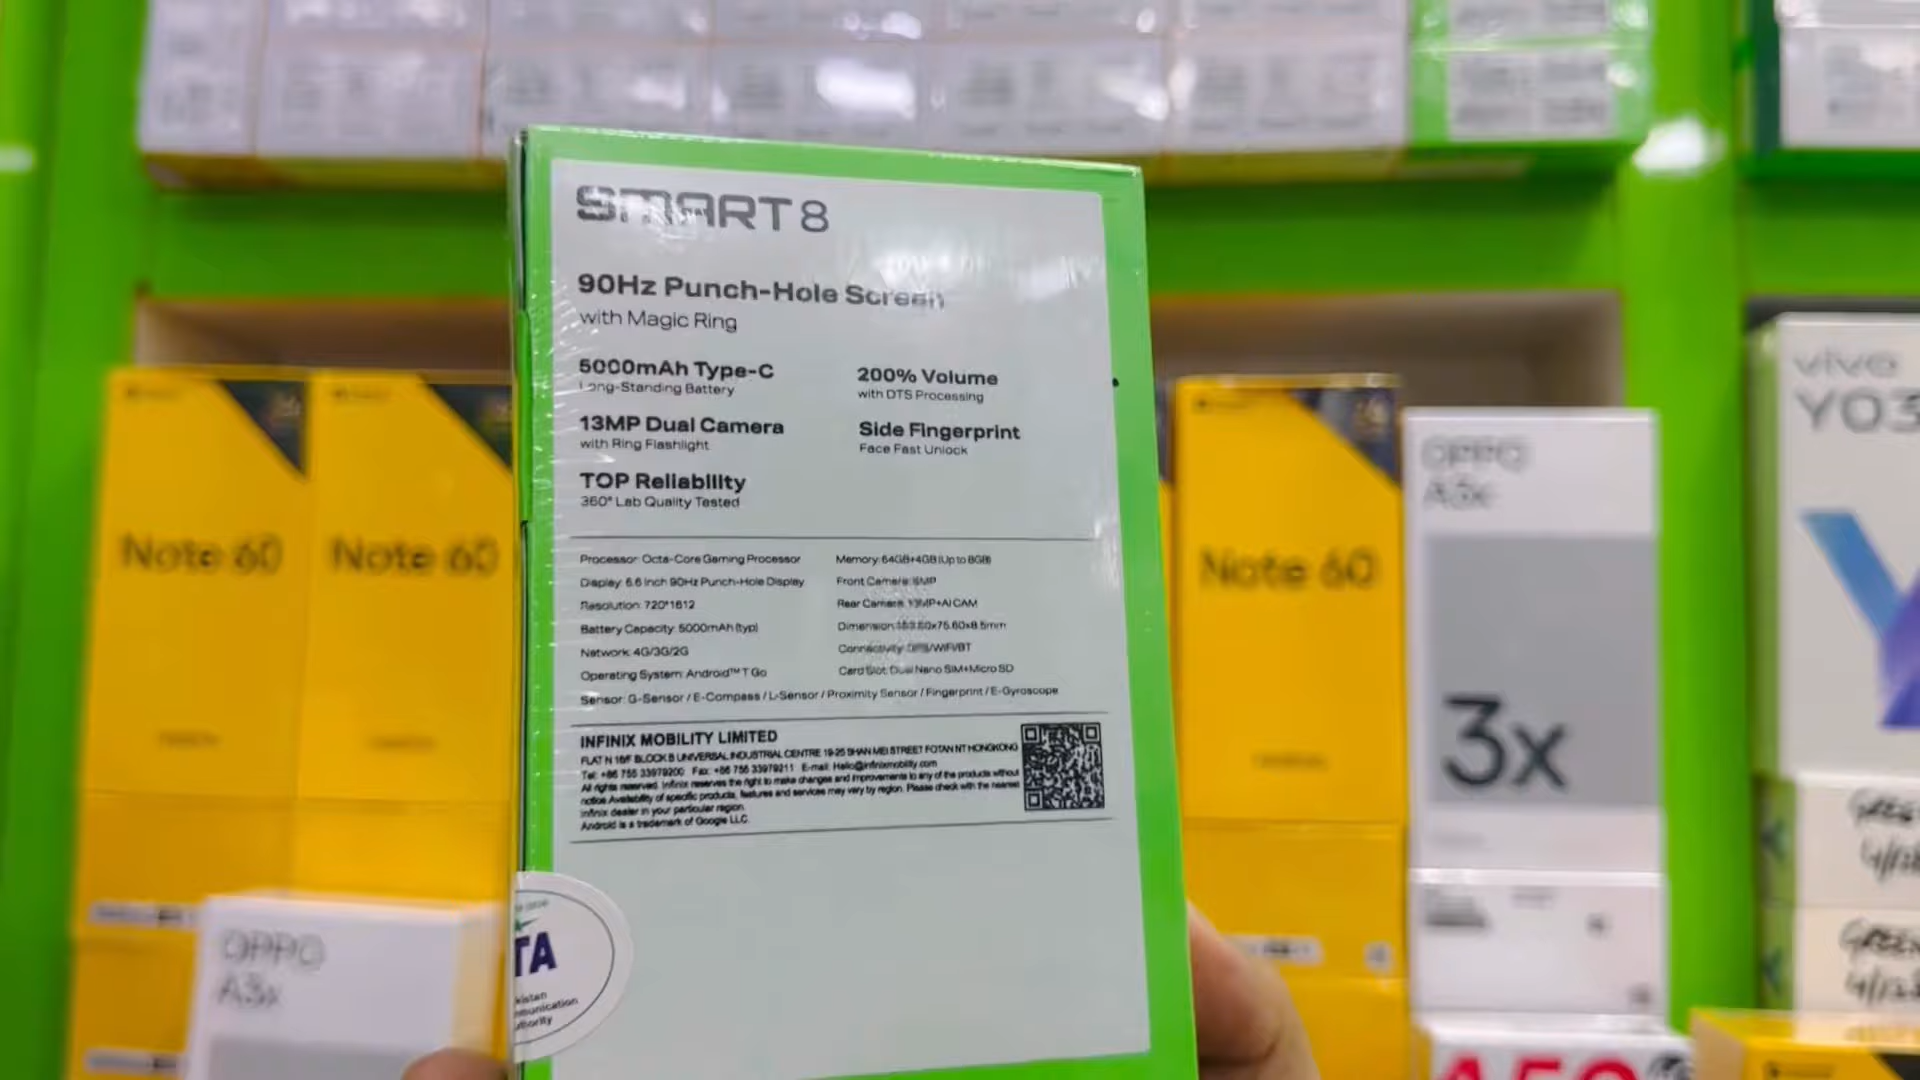 SMART 8
90Hz Punch-Hole Screen
with Magic Ring
5000mAh Type-C
Long-Standing Battery
200% Volume
with DTS Processing
13MP Dual Camera
with Ring Flashlight
Side Fingerprint
Face Fast Unlock
TOP Reliability
360° Lab Quality Tested
Processor: Octa-Core Gaming Processor
Display: 6.6 Inch 90Hz Punch-Hole Display
Resolution: 720*1612
Battery Capacity: 5000mAh (typ)
Network: 4G/3G/2G
Operating System: Android™ T Go
Memory: 64GB+4GB (Up to 8GB)
Front Camera: 8MP
Rear Camera: 13MP+AI CAM
Dimension: 163.60x75.60x8.5mm
Connectivity: GPS/WIFI/BT
Card Slot: Dual Nano SIM+Micro SD
Sensor: G-Sensor / E-Compass / L-Sensor / Proximity Sensor / Fingerprint / E-Gyroscope
INFINIX MOBILITY LIMITED
FLAT N 16/F BLOCK B UNIVERSAL INDUSTRIAL CENTRE 19-25 SHAN MEI STREET FOTAN NT HONGKONG
Tel: +86 755 33979200 Fax: +86 755 33979211 E-mail: Hello@infinixmobility.com
All rights reserved. Infinix reserves the right to make changes and improvements to any of the products without
notice. Availability of specific products, features and services may vary by region. Please check with the nearest
Infinix dealer in your particular region.
Android is a trademark of Google LLC.
TA
kistan
munication
uthority
Note 60
Note 60
Note 60
OPPO
A3x
OPPO
A3x
3x
vivo
Y03